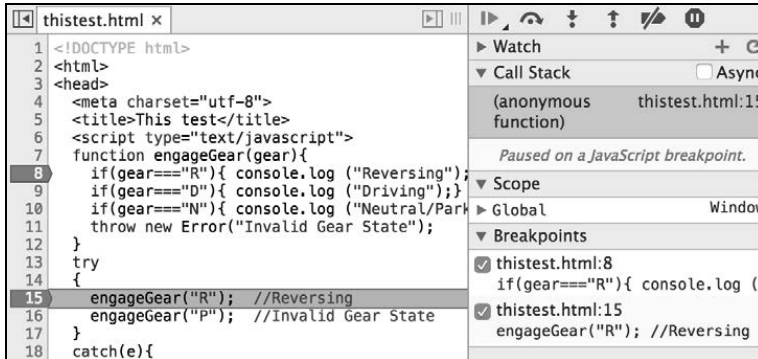 thistest.html ×
1 <!DOCTYPE html>
2 <html>
3 <head>
4 <meta charset="utf-8">
5 <title>This test</title>
6 <script type="text/javascript">
7 function engageGear(gear){
8 if(gear==="R"){ console.log ("Reversing");
9 if(gear==="D"){ console.log ("Driving");}
10 if(gear==="N"){ console.log ("Neutral/Park
11 throw new Error("Invalid Gear State");
12 }
13 try
14 {
15 engageGear("R"); //Reversing
16 engageGear("P"); //Invalid Gear State
17 }
18 catch(e){
Watch
Call Stack Async
(anonymous function) thistest.html:15
Paused on a JavaScript breakpoint.
Scope
Global Window
Breakpoints
thistest.html:8
if(gear==="R"){ console.log (
thistest.html:15
engageGear("R"); //Reversing